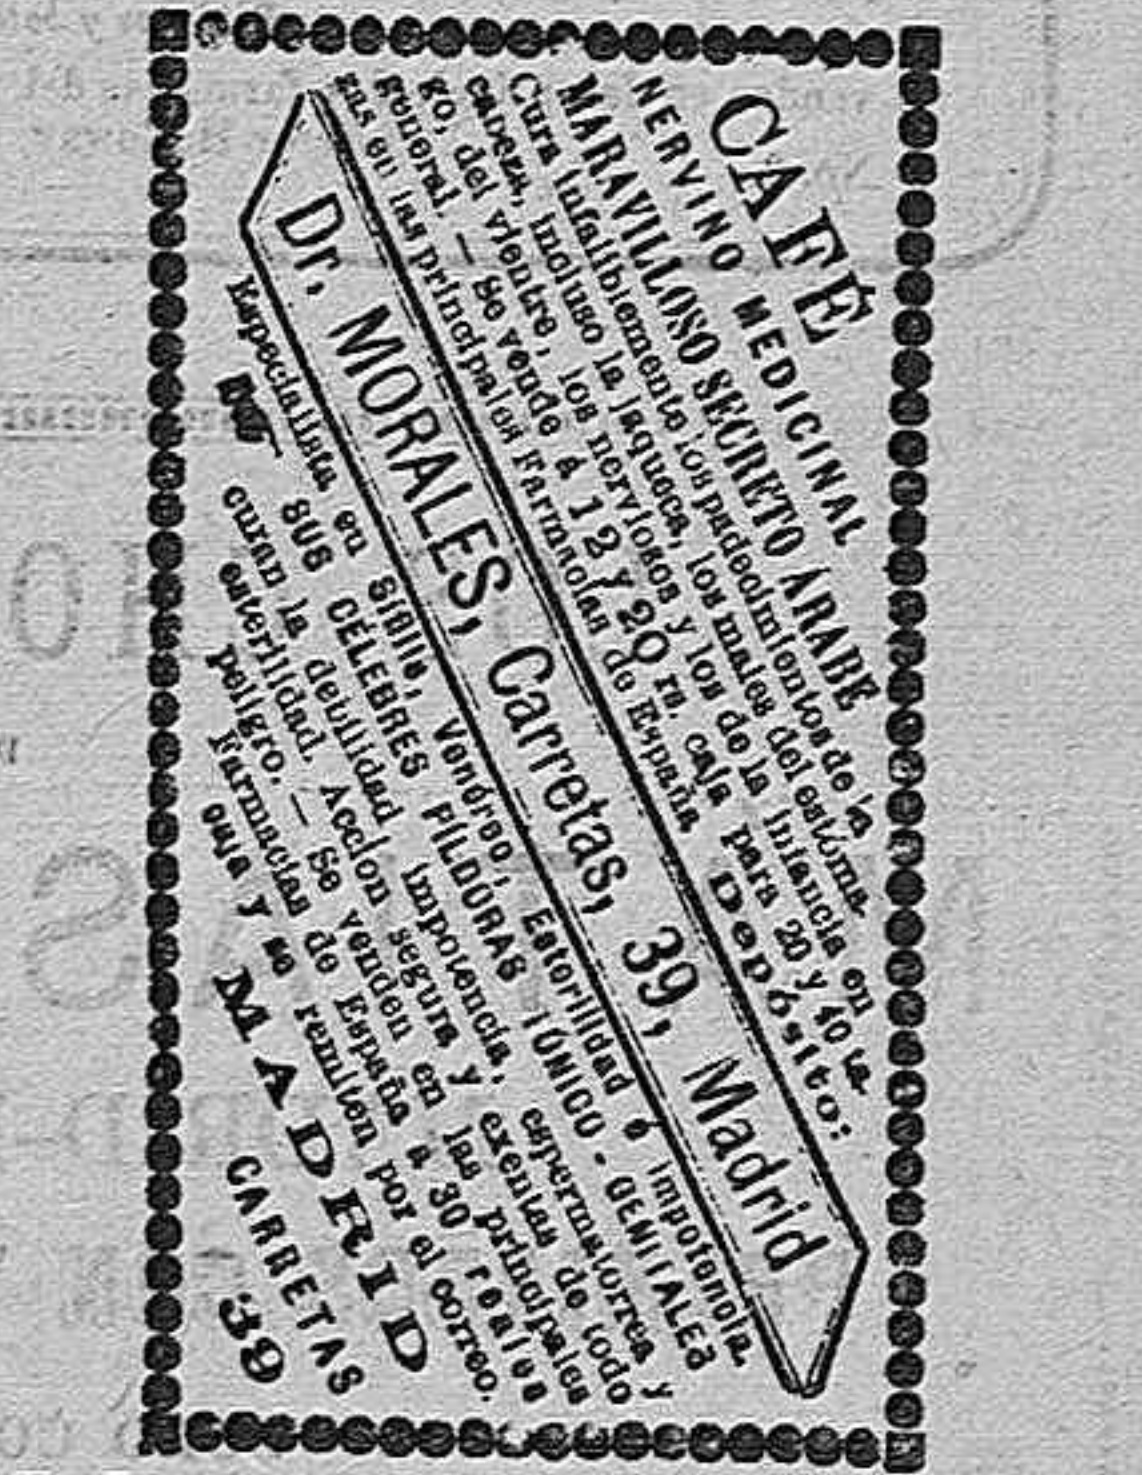 CAFÉ
NERVINO MEDICINAL
MARAVILLOSO SECRETO ÁRABE
Cura infaliblemente los padecimientos de la
cabeza, incluso la jaqueca, los males del estóma-
go, del vientre, los nerviosos y los de la infancia en
general. — Se vende á 12 y 20 rs. caja para 20 y 40 ta-
zas en las principales Farmacias de España Depósito:
Dr. MORALES, Carretas, 39, Madrid
Especialista en sífilis, Venéreo, Esterilidad é impotencia.
SUS CÉLEBRES PÍLDORAS TÓNICO-GENITALES
curan la debilidad, impotencia, espermatorrea y
esterilidad. Accion segura y exentas de todo
peligro. — Se venden en las principales
Farmacias de España á 30 reales
caja y se remiten por el correo.
MADRID
CARRETAS
39